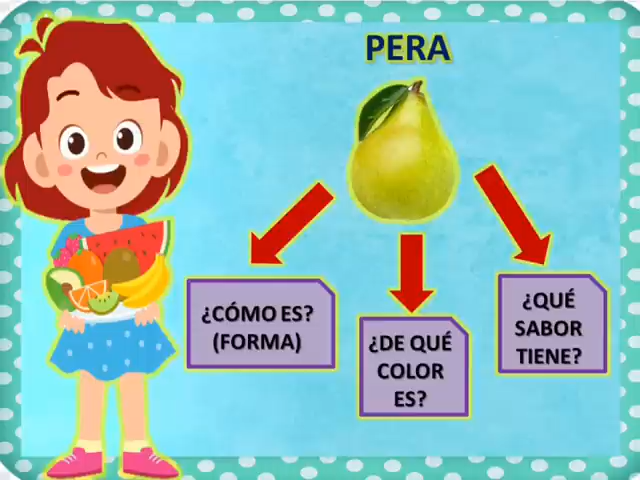 PERA
¿CÓMO ES?
(FORMA)
¿DE QUÉ
COLOR
ES?
¿QUÉ
SABOR
TIENE?